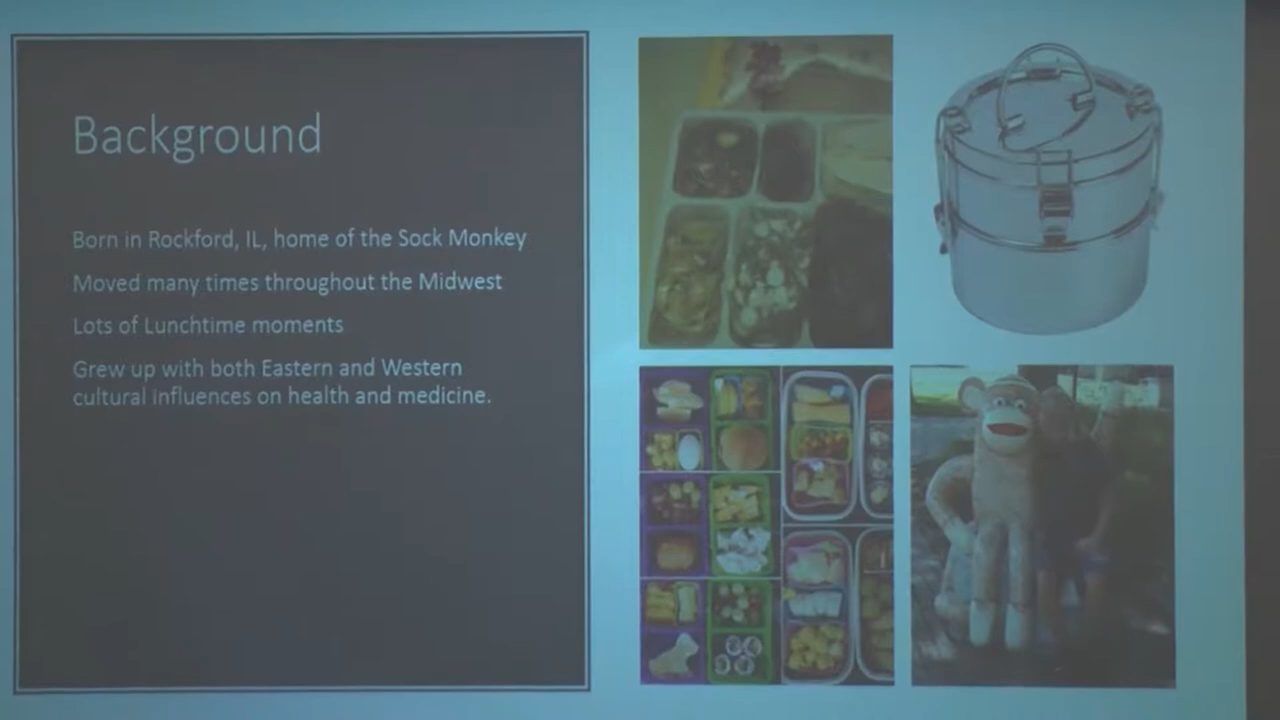 Background
Born in Rockford, IL, home of the Sock Monkey
Moved many times throughout the Midwest
Lots of Lunchtime moments
Grew up with both Eastern and Western
cultural influences on health and medicine.